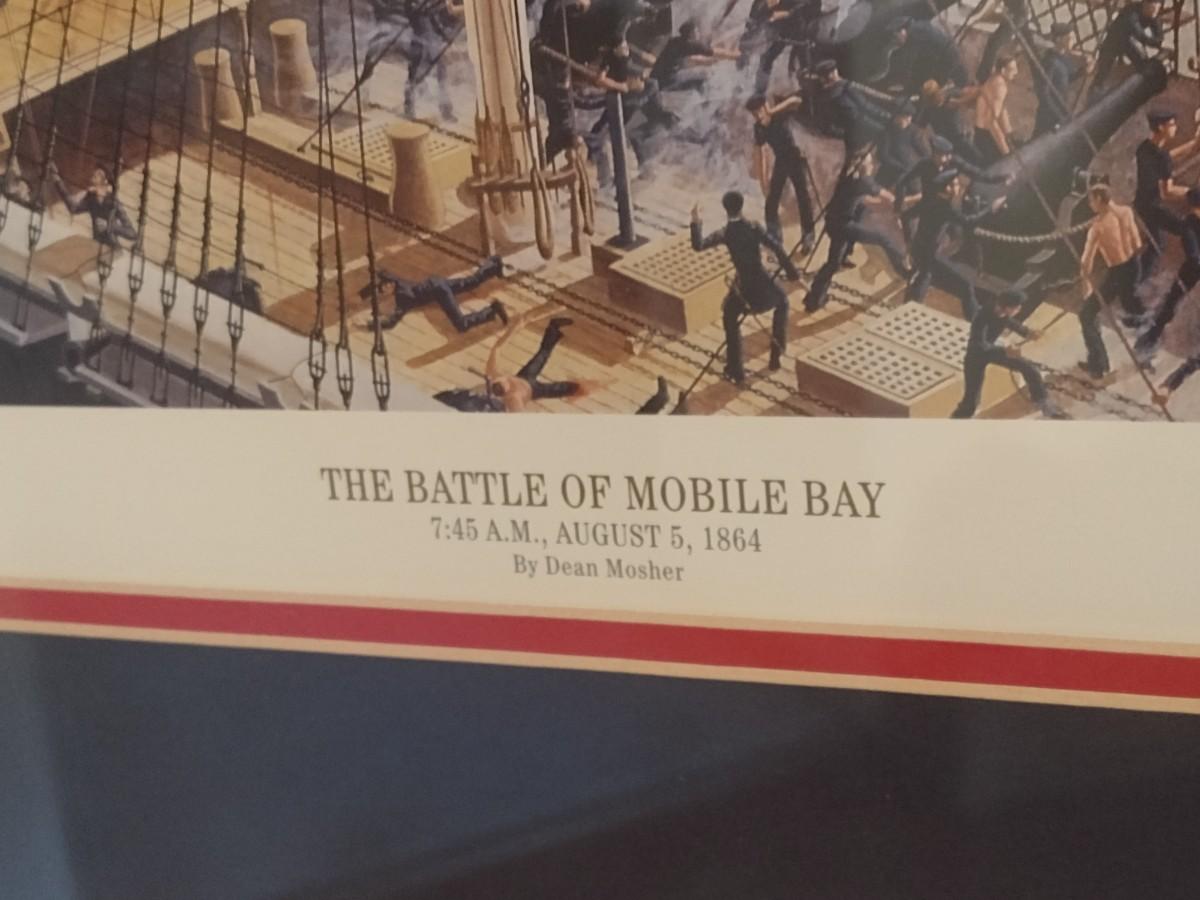 THE BATTLE OF MOBILE BAY
7:45 A.M., AUGUST 5, 1864
By Dean Mosher